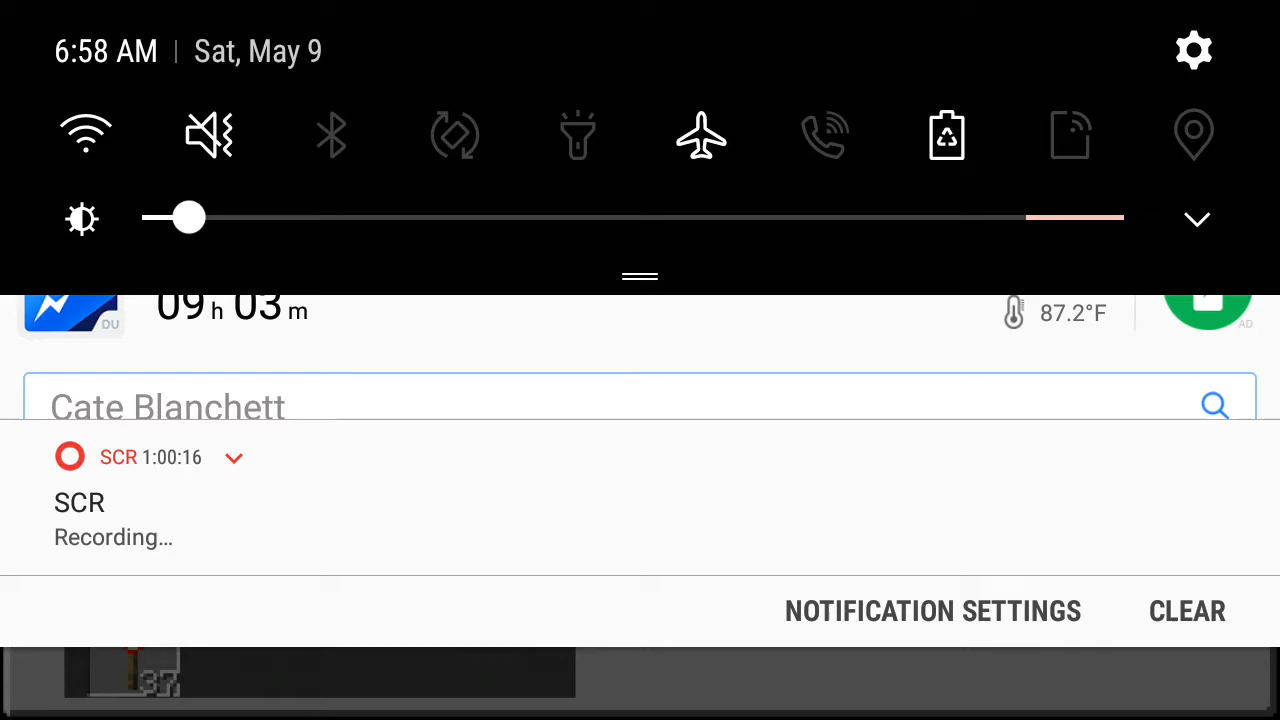 6:58 AM | Sat, May 9
DU
09 h 03 m
87.2°F
AD
Cate Blanchett
SCR 1:00:16
SCR
Recording...
NOTIFICATION SETTINGS CLEAR
37